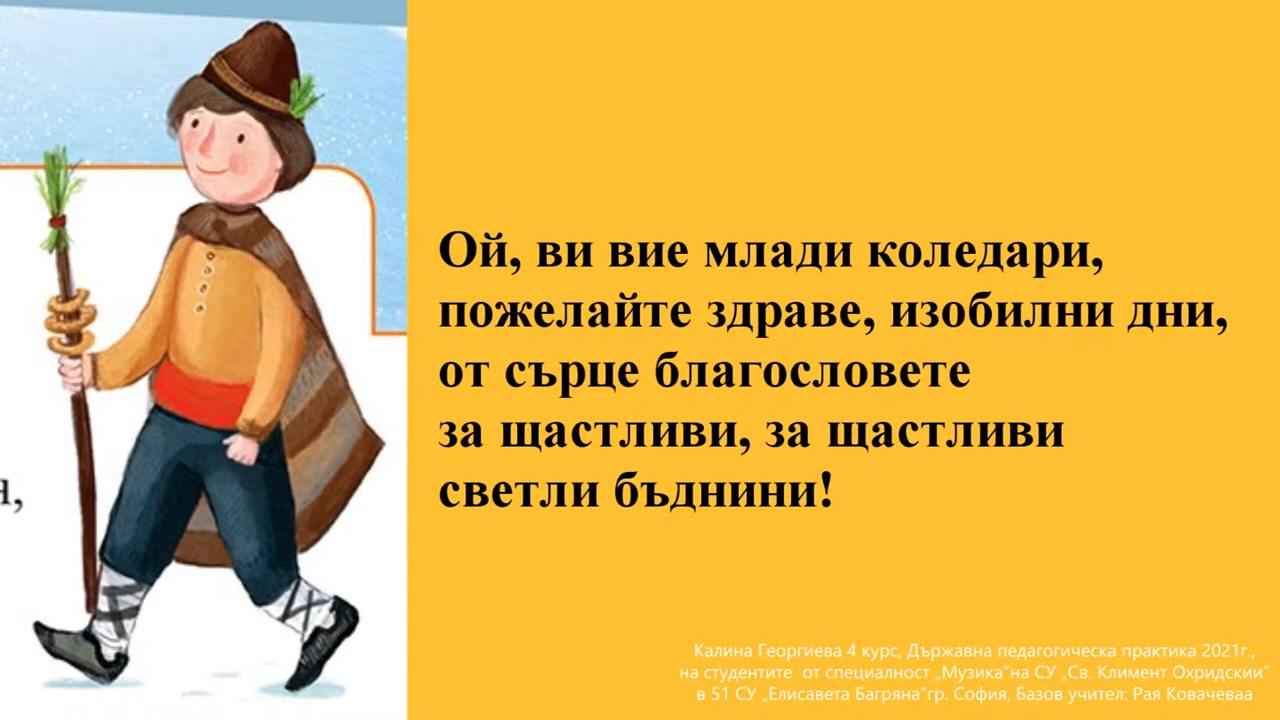 Ой, ви вие млади коледари,
пожелайте здраве, изобилни дни,
от сърце благословете
за щастливи, за щастливи
светли бъднини!
я,
Калина Георгиева 4 курс, Държавна педагогическа практика 2021г.,
на студентите от специалност „Музика“на СУ „Св. Климент Охридскии“
в 51 СУ „Елисавета Багряна“гр. София, Базов учител: Рая Ковачеваа